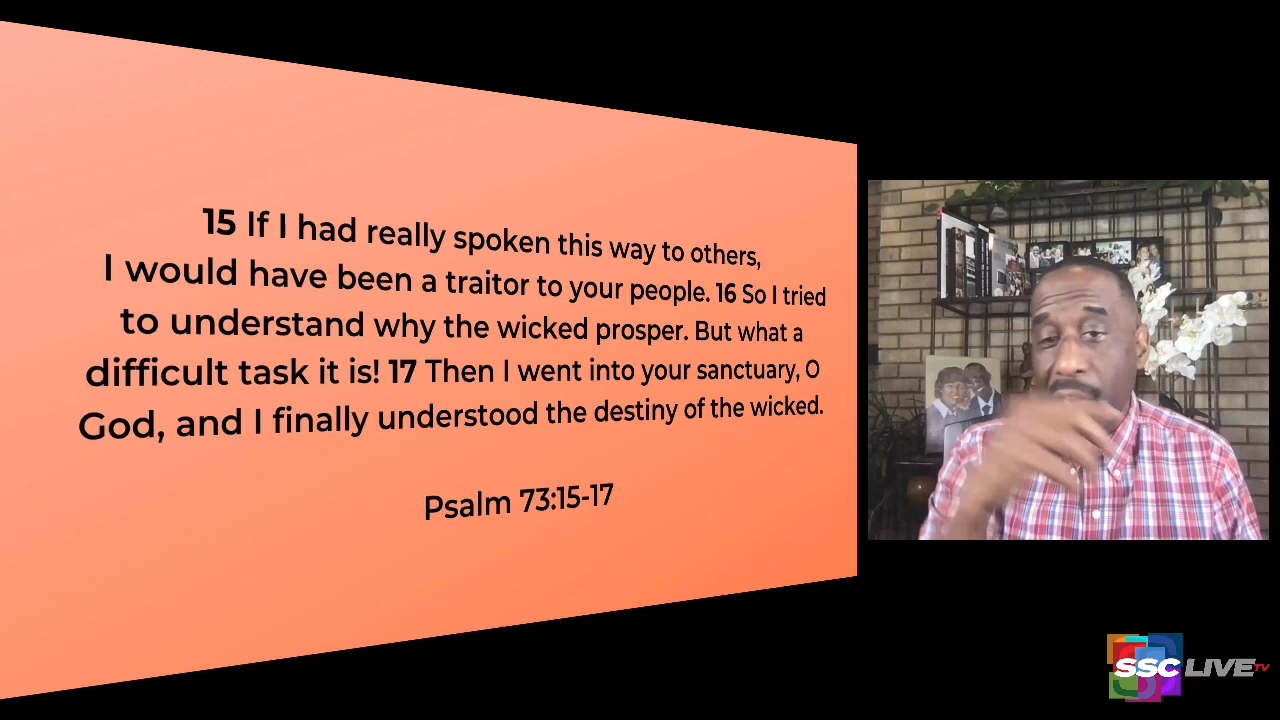 15 If I had really spoken this way to others,
I would have been a traitor to your people. 16 So I tried
to understand why the wicked prosper. But what a
difficult task it is! 17 Then I went into your sanctuary, O
God, and I finally understood the destiny of the wicked.
Psalm 73:15-17
SSC LIVE TV